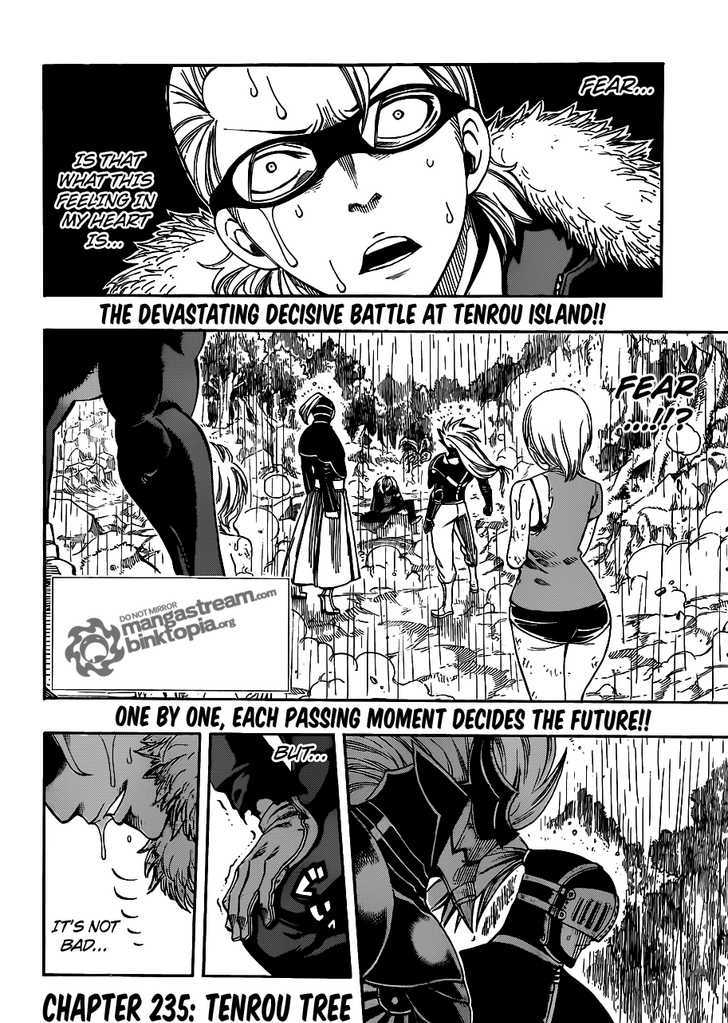 FEAR...
IS THAT
WHAT THIS
FEELING IN
MY HEART
IS...
THE DEVASTATING DECISIVE BATTLE AT TENROU ISLAND!!
FEAR
....!!?
DO NOT MIRROR
mangastream.com
binktopia.org
ONE BY ONE, EACH PASSING MOMENT DECIDES THE FUTURE!!
BUT...
IT'S NOT
BAD...
CHAPTER 235: TENROU TREE